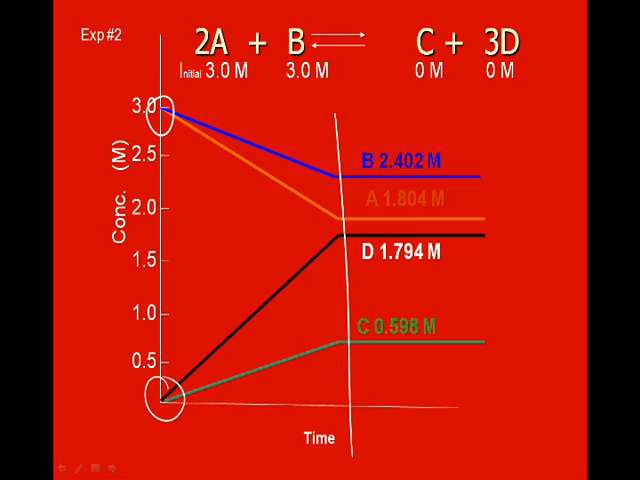 Exp #2
2A + B C + 3D
Initial 3.0 M 3.0 M 0 M 0 M
3.0
2.5
2.0
1.5
1.0
0.5
Conc. (M)
B 2.402 M
A 1.804 M
D 1.794 M
C 0.598 M
Time